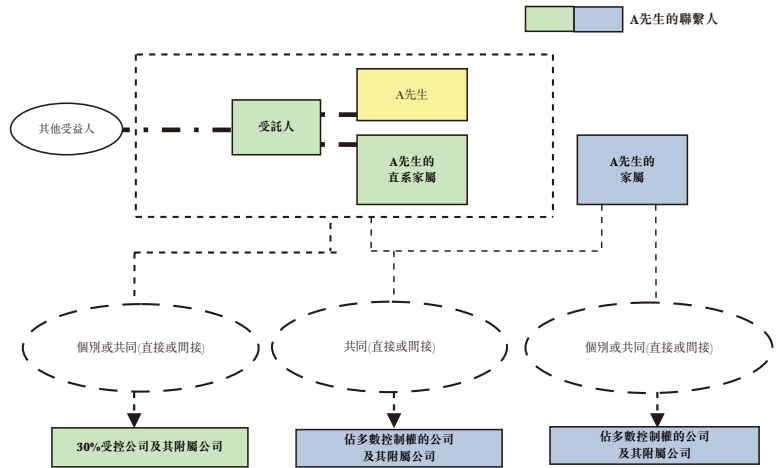 A先生的聯繫人
A先生
其他受益人
受託人
A先生的
直系家屬
A先生的
家屬
個別或共同(直接或間接)
共同(直接或間接)
個別或共同(直接或間接)
30%受控公司及其附屬公司
佔多數控制權的公司
及其附屬公司
佔多數控制權的公司
及其附屬公司